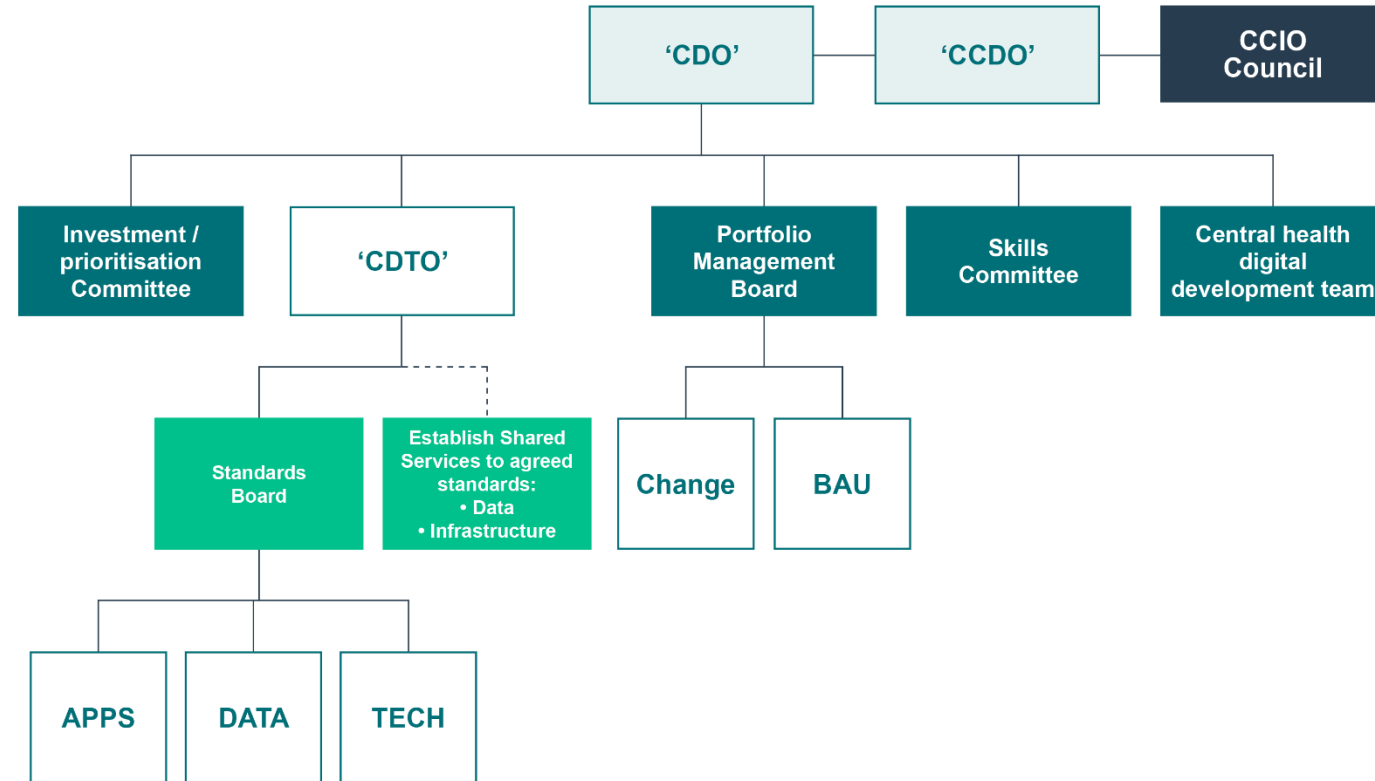 ‘CDO’
‘CCDO’
CCIO
Council
Investment /
prioritisation
Committee
‘CDTO’
Portfolio
Management
Board
Skills
Committee
Central health
digital
development team
Standards
Board
Establish Shared
Services to agreed
standards:
• Data
• Infrastructure
Change
BAU
APPS
DATA
TECH